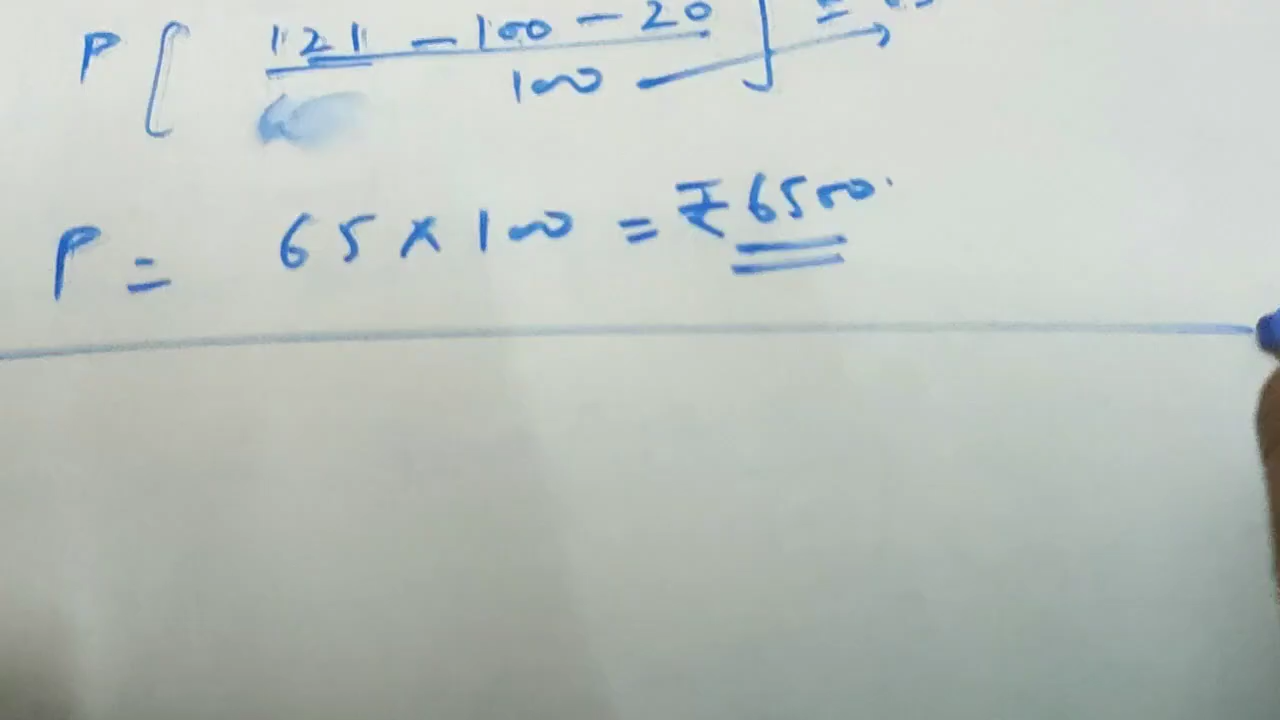 P [ 121 - 100 - 20 ] =
100
P = 65 × 100 = ₹6500.